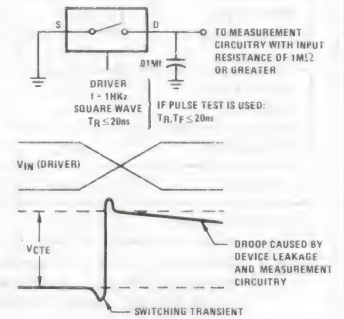 S
D
TO MEASUREMENT
CIRCUITRY WITH INPUT
RESISTANCE OF 1MΩ
OR GREATER
.01Mf
DRIVER
f = 1HKz
SQUARE WAVE
TR ≤ 20ns
IF PULSE TEST IS USED:
TR,TF ≤ 20ns
VIN (DRIVER)
VCTE
DROOP CAUSED BY
DEVICE LEAKAGE
AND MEASUREMENT
CIRCUITRY
SWITCHING TRANSIENT